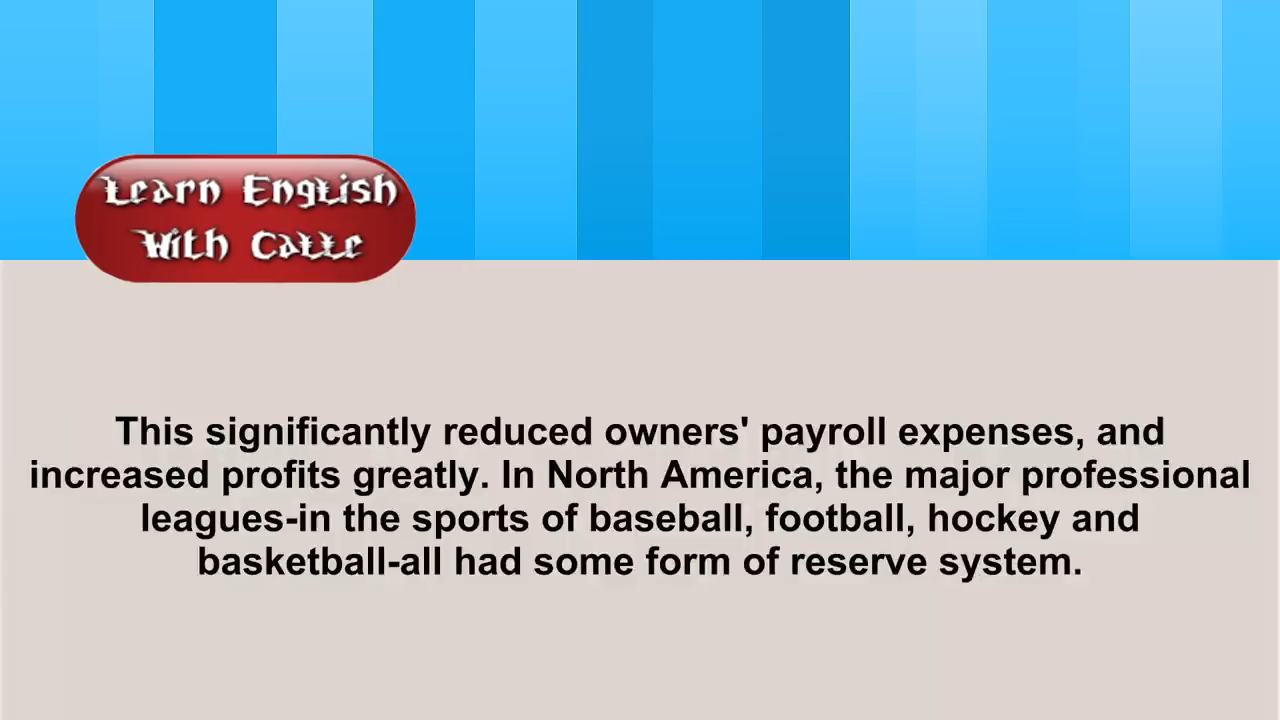 Learn English
With Catte
This significantly reduced owners' payroll expenses, and
increased profits greatly. In North America, the major professional
leagues-in the sports of baseball, football, hockey and
basketball-all had some form of reserve system.